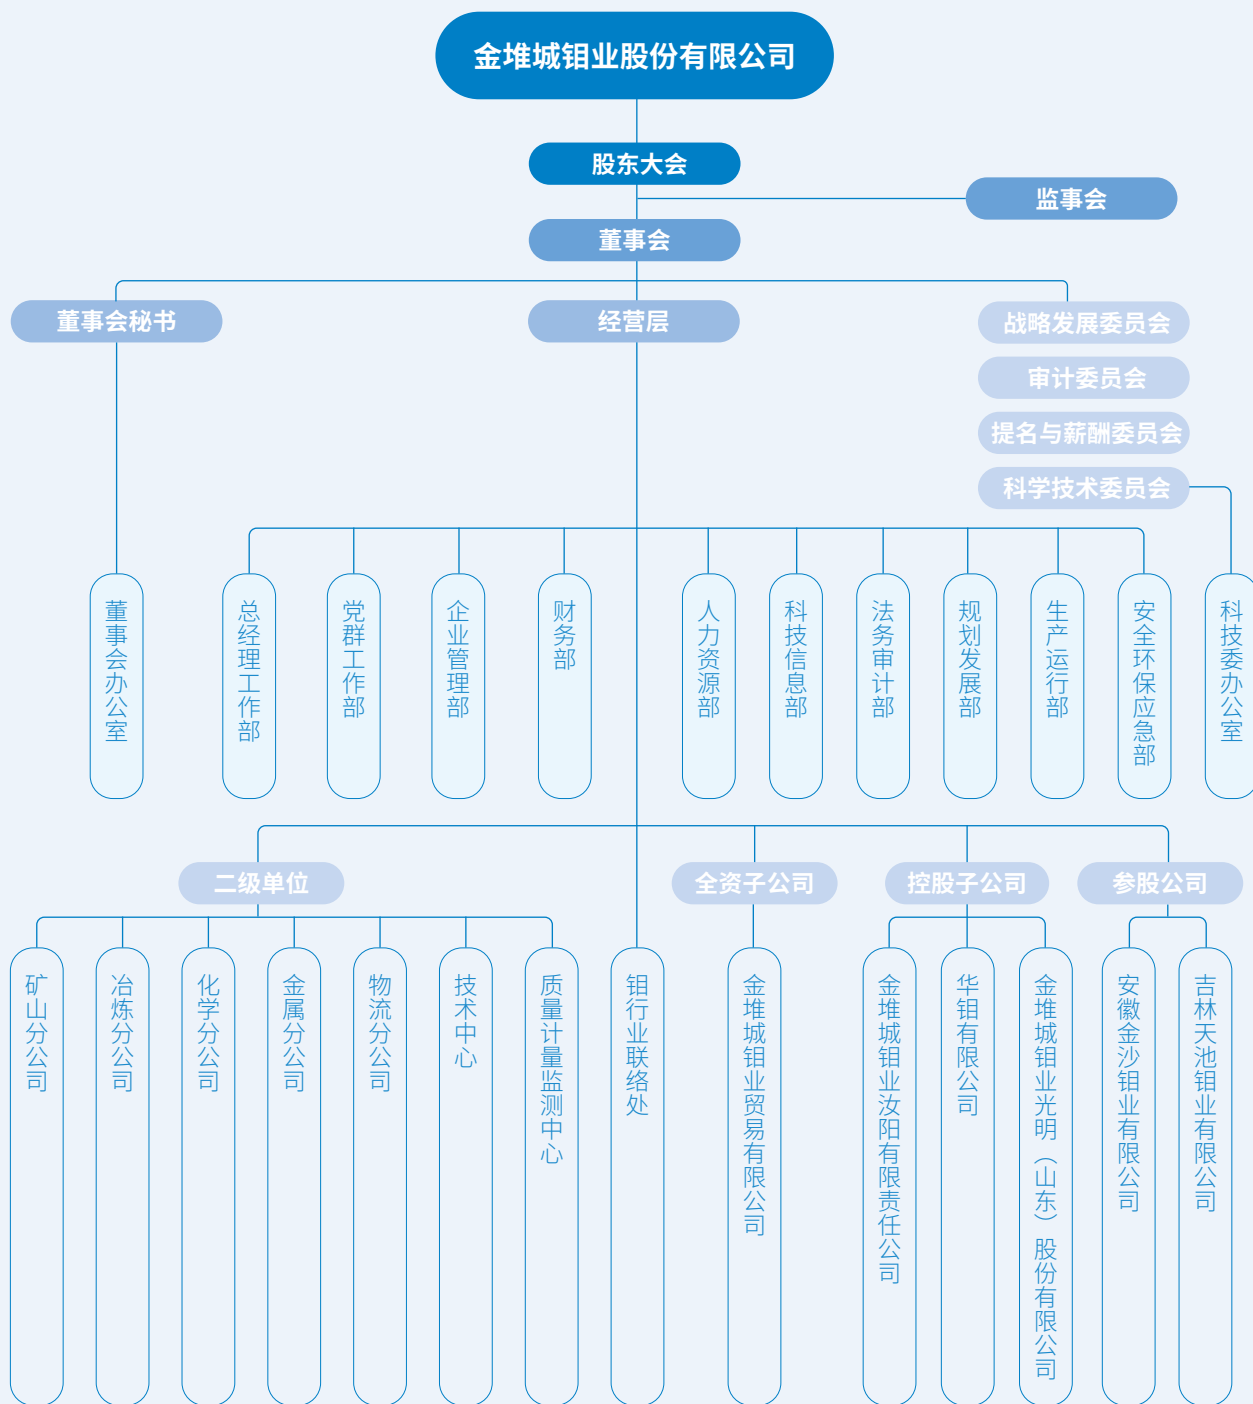 金堆城钼业股份有限公司
股东大会
监事会
董事会
董事会秘书
经营层
战略发展委员会
审计委员会
提名与薪酬委员会
科学技术委员会
董事会办公室
总经理工作部
党群工作部
企业管理部
财务部
人力资源部
科技信息部
法务审计部
规划发展部
生产运行部
安全环保应急部
科技委办公室
二级单位
全资子公司
控股子公司
参股公司
矿山分公司
冶炼分公司
化学分公司
金属分公司
物流分公司
技术中心
质量计量监测中心
钼行业联络处
金堆城钼业贸易有限公司
金堆城钼业汝阳有限责任公司
华钼有限公司
金堆城钼业光明（山东）股份有限公司
安徽金沙钼业有限公司
吉林天池钼业有限公司